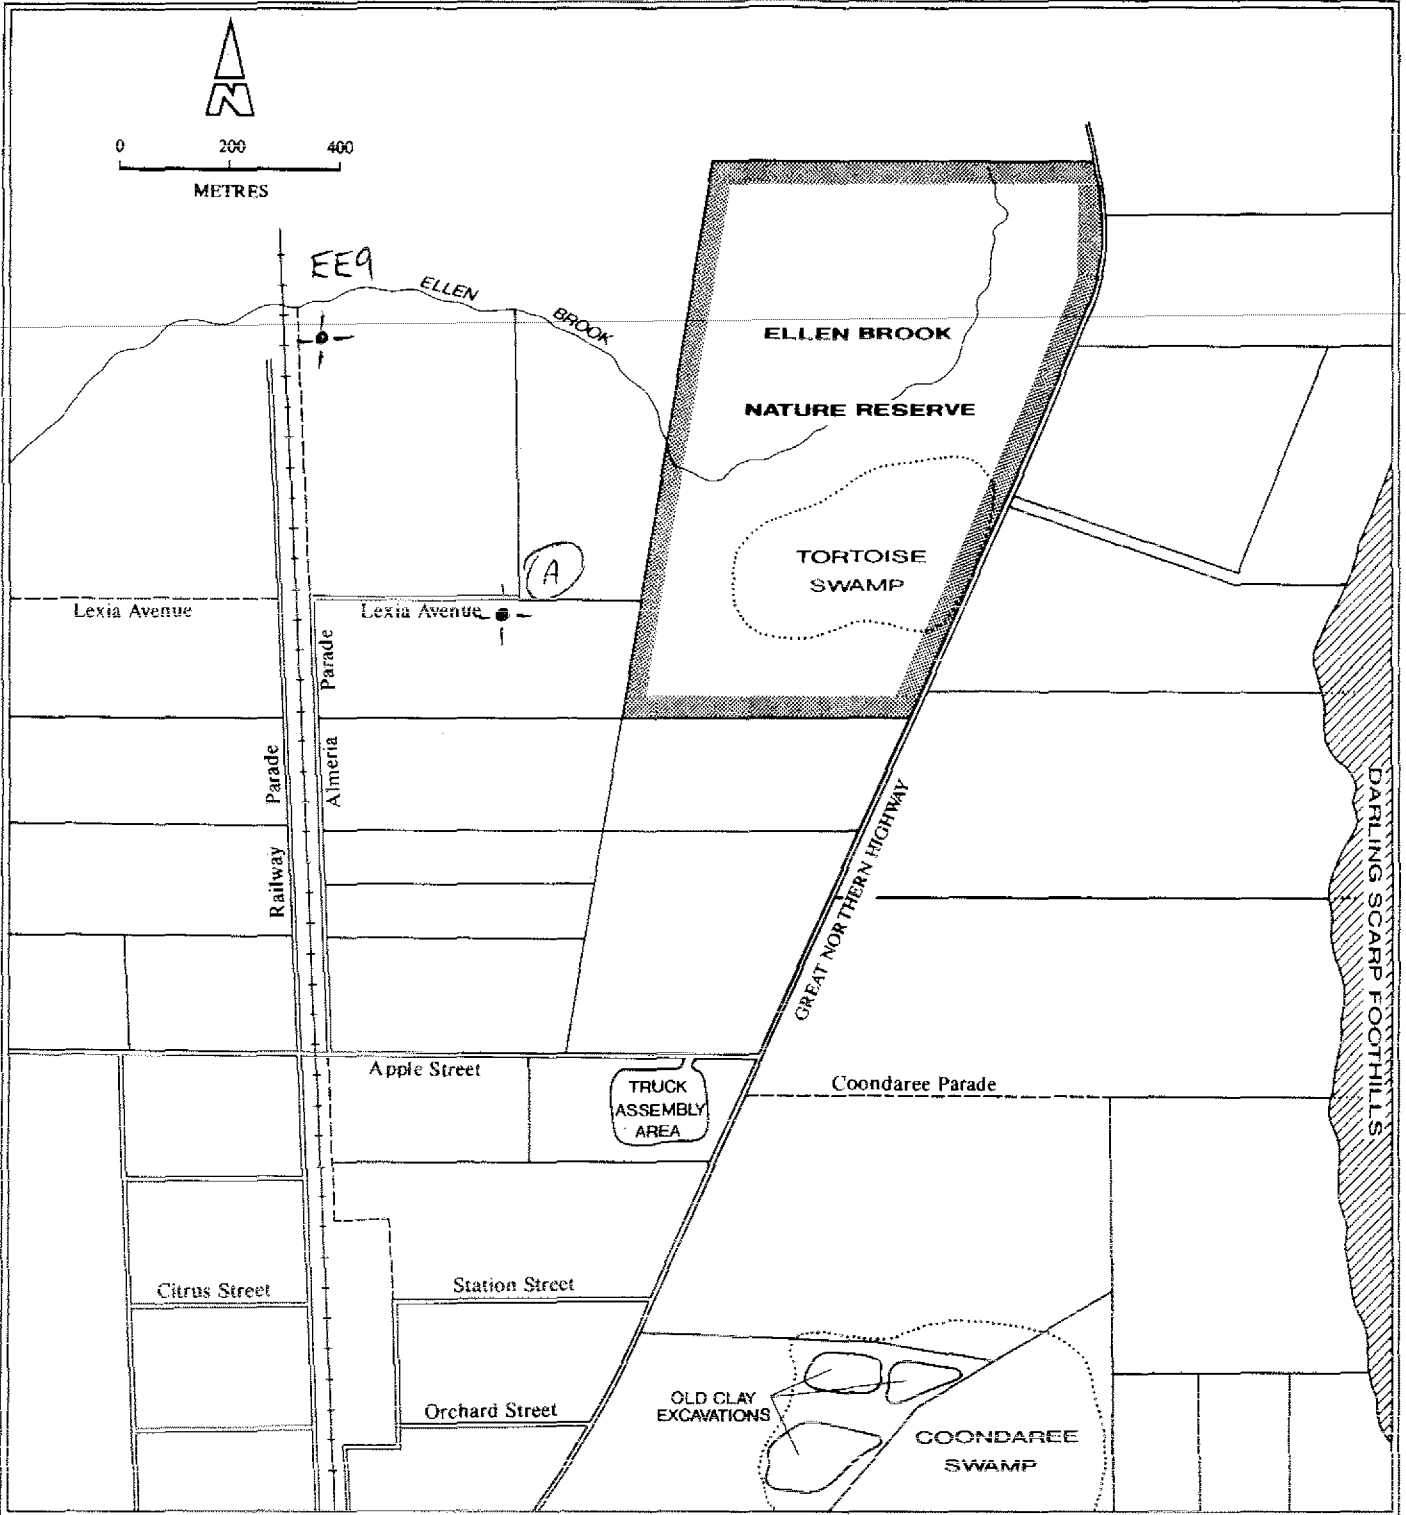 N
0 200 400
METRES
EE9
ELLEN
BROOK
ELLEN BROOK
NATURE RESERVE
TORTOISE
SWAMP
A
Lexia Avenue
Lexia Avenue
Parade
Almeria
Parade
Railway
GREAT NORTHERN HIGHWAY
DARLING SCARP FOOTHILLS
Apple Street
TRUCK
ASSEMBLY
AREA
Coondaree Parade
Citrus Street
Station Street
Orchard Street
OLD CLAY
EXCAVATIONS
COONDAREE
SWAMP